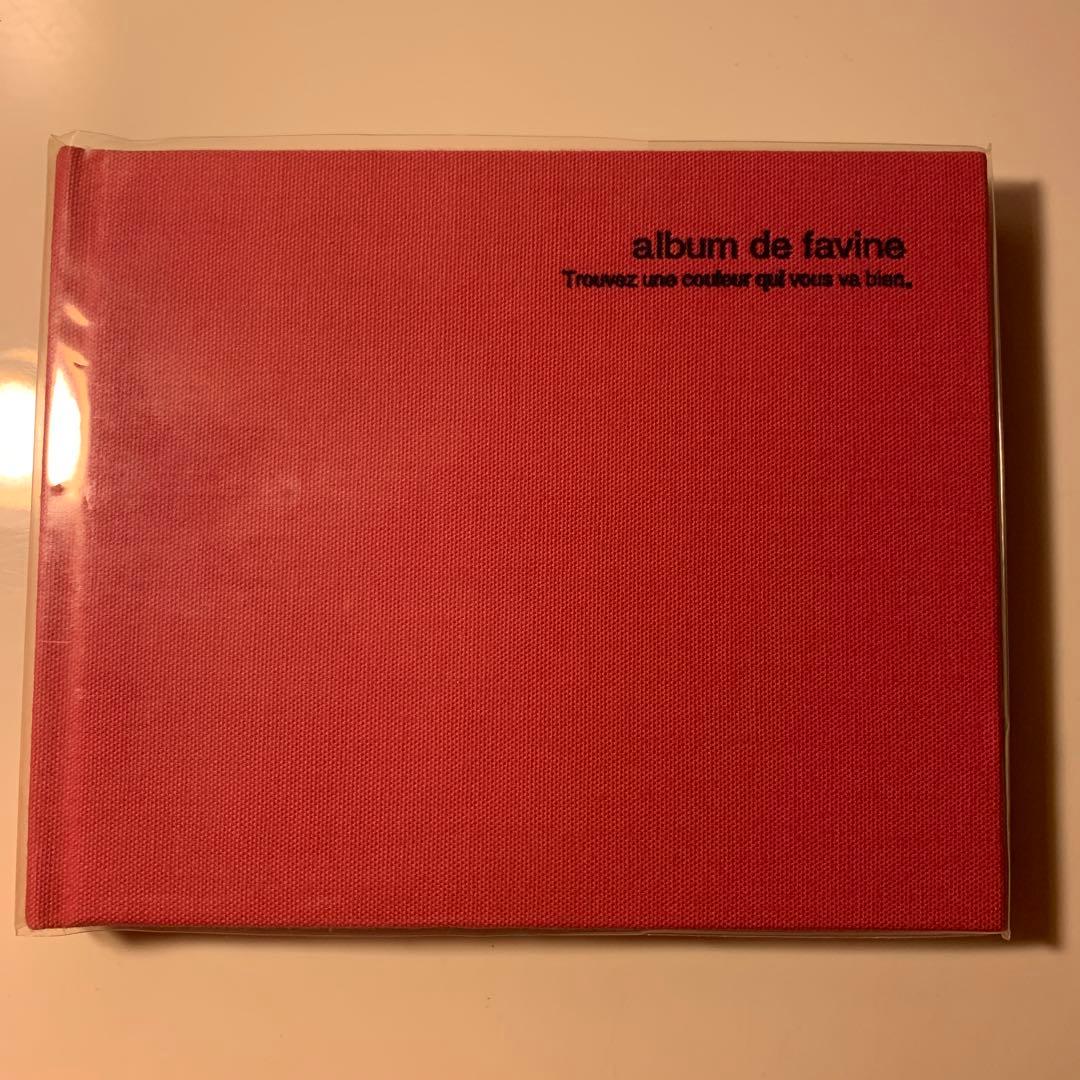 album de favine
Trouvez une couleur qui vous va bien.